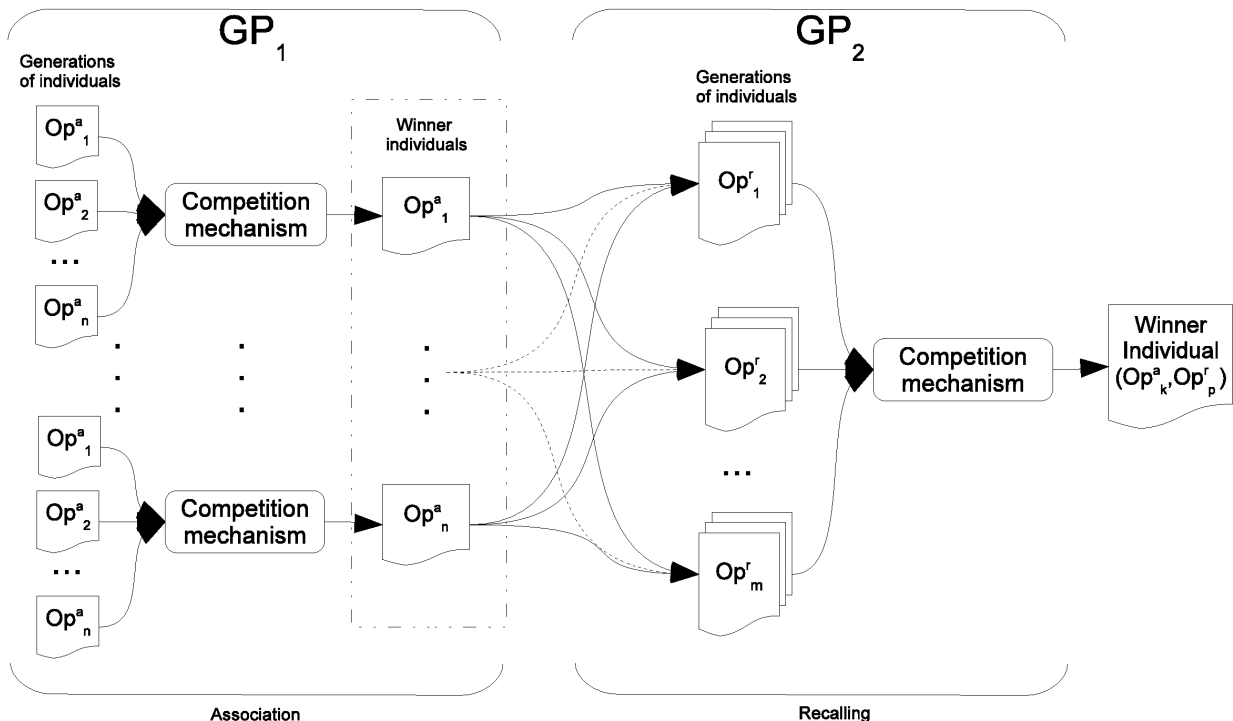 GP1
Generations
of individuals
Op^a_1
Op^a_2
...
Op^a_n
Competition
mechanism
Winner
individuals
Op^a_1
. . .
. . .
. . .
Op^a_1
Op^a_2
...
Op^a_n
Competition
mechanism
Op^a_n
Association
GP2
Generations
of individuals
Op^r_1
Op^r_2
...
Op^r_m
Competition
mechanism
Winner
Individual
(Op^a_k,Op^r_p)
Recalling